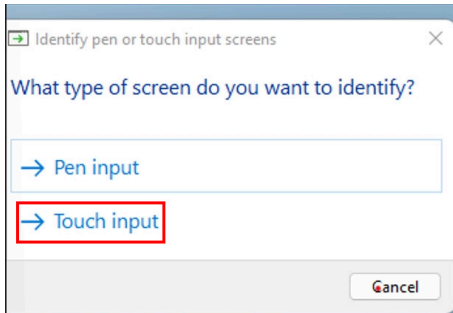 Identify pen or touch input screens
What type of screen do you want to identify?
Pen input
Touch input
Cancel